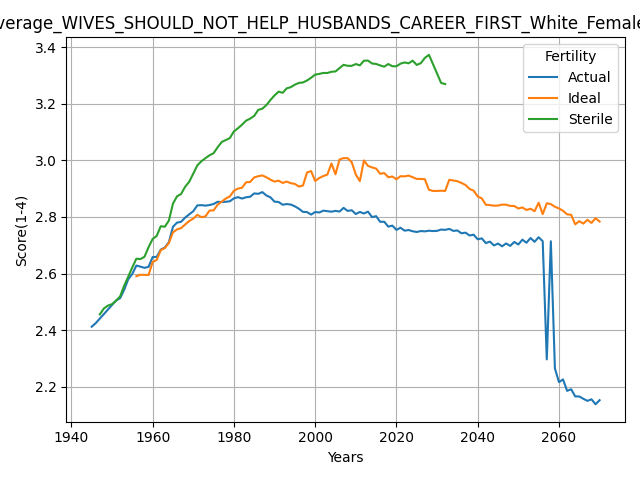 verage_WIVES_SHOULD_NOT_HELP_HUSBANDS_CAREER_FIRST_White_Female
Fertility
Actual
Ideal
Sterile
Score(1-4)
3.4
3.2
3.0
2.8
2.6
2.4
2.2
1940 1960 1980 2000 2020 2040 2060
Years